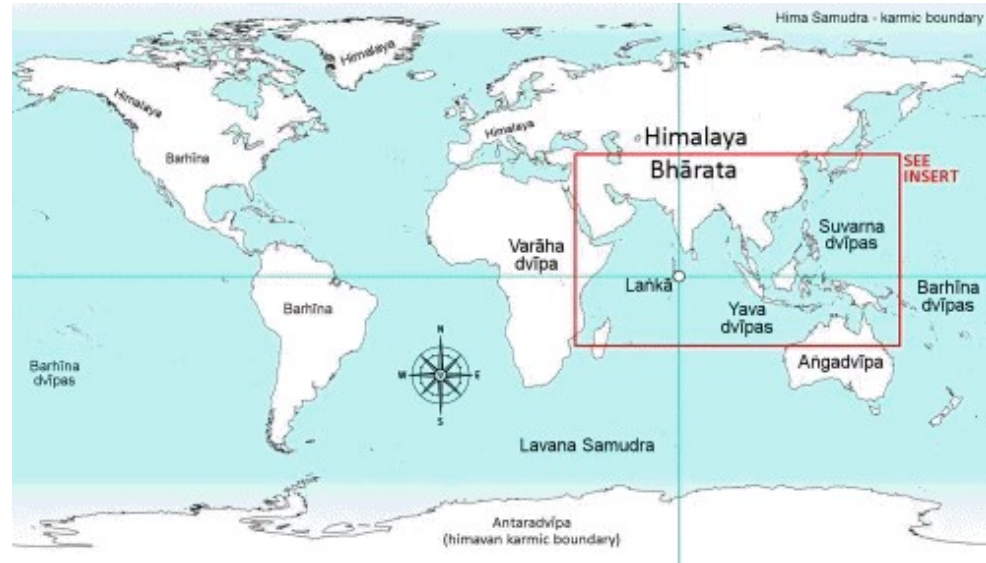 Hima Samudra - karmic boundary
Himalaya
Himalaya
Himalaya
Himalaya
Barhīna
Bhārata
SEE
INSERT
Suvarna
dvīpas
Varāha
dvīpa
Laṅkā
Barhīna
dvīpas
Yava
dvīpas
Barhīna
Aṅgadvīpa
Barhīna
dvīpas
N
W
V
E
S
Lavana Samudra
Antaradvīpa
(himavan karmic boundary)